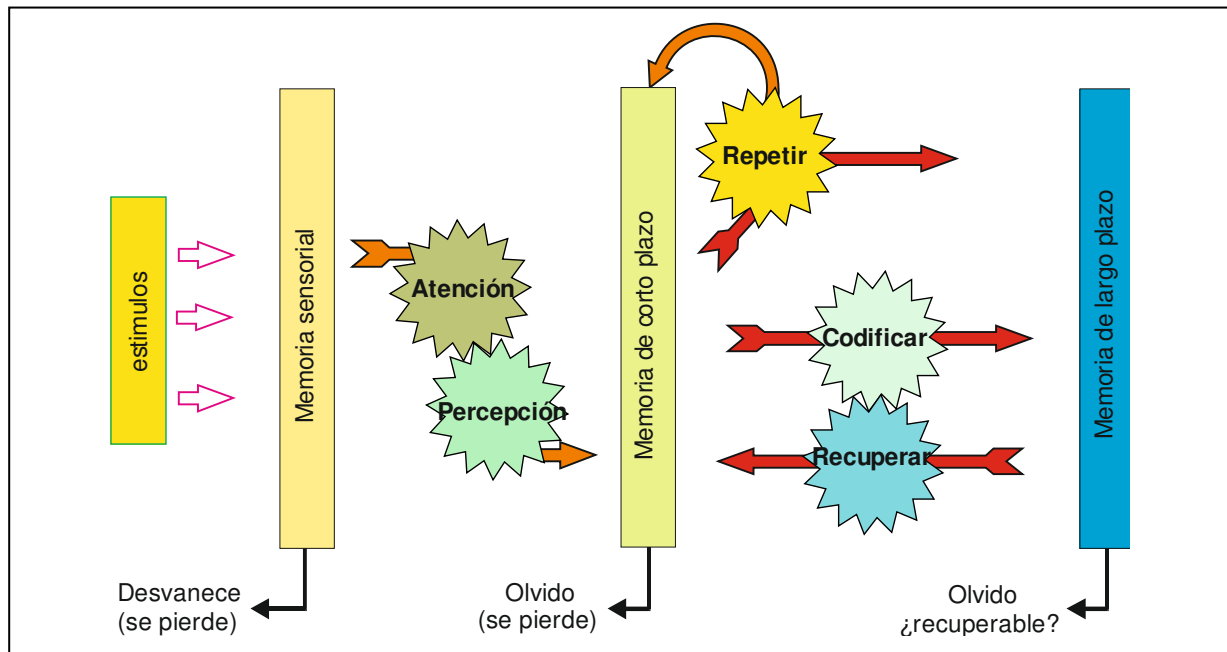 estimulos
Memoria sensorial
Atención
Percepción
Memoria de corto plazo
Repetir
Codificar
Recuperar
Memoria de largo plazo
Desvanece
(se pierde)
Olvido
(se pierde)
Olvido
¿recuperable?